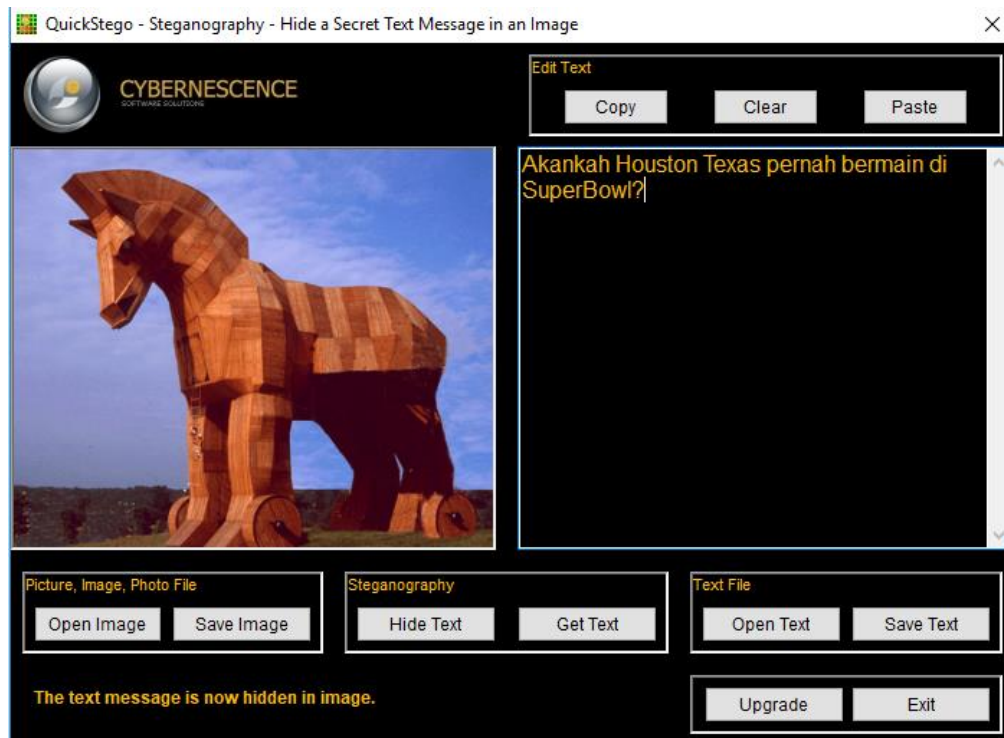 QuickStego - Steganography - Hide a Secret Text Message in an Image
CYBERNESCENCE
SOFTWARE SOLUTIONS
Edit Text
Copy Clear Paste
Akankah Houston Texas pernah bermain di
SuperBowl?
Picture, Image, Photo File
Open Image Save Image
Steganography
Hide Text Get Text
Text File
Open Text Save Text
The text message is now hidden in image.
Upgrade Exit